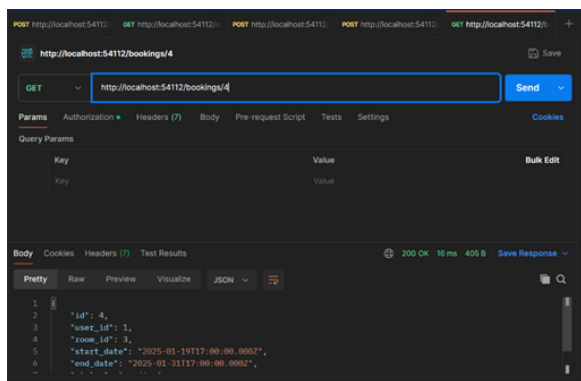 POST http://localhost:54112/ GET http://localhost:54112/ POST http://localhost:54112/ POST http://localhost:54112/ GET http://localhost:54112/b
http://localhost:54112/bookings/4 Save
GET http://localhost:54112/bookings/4 Send
Params Authorization Headers (7) Body Pre-request Script Tests Settings Cookies
Query Params
Key Value Bulk Edit
Key Value
Body Cookies Headers (7) Test Results 200 OK 16 ms 405 B Save Response
Pretty Raw Preview Visualize JSON
1 {
2 "id": 4,
3 "user_id": 1,
4 "room_id": 3,
5 "start_date": "2025-01-19T17:00:00.000Z",
6 "end_date": "2025-01-31T17:00:00.000Z",